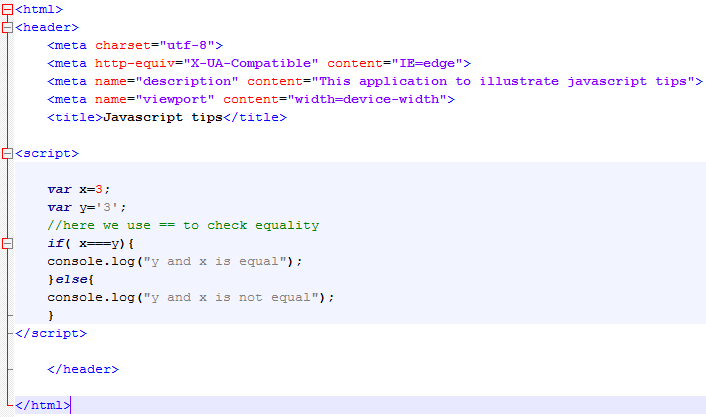 <html>
<header>
<meta charset="utf-8">
<meta http-equiv="X-UA-Compatible" content="IE=edge">
<meta name="description" content="This application to illustrate javascript tips">
<meta name="viewport" content="width=device-width">
<title>Javascript tips</title>
<script>
var x=3;
var y='3';
//here we use == to check equality
if( x===y){
console.log("y and x is equal");
}else{
console.log("y and x is not equal");
}
</script>
</header>
</html>